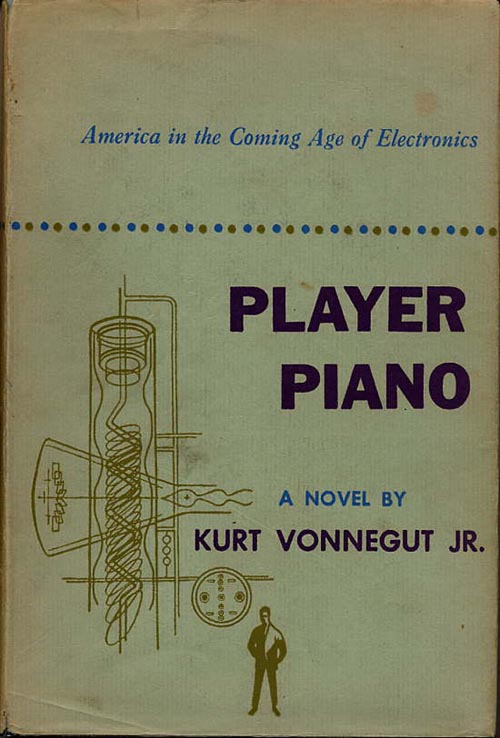 America in the Coming Age of Electronics
PLAYER
PIANO
A NOVEL BY
KURT VONNEGUT JR.